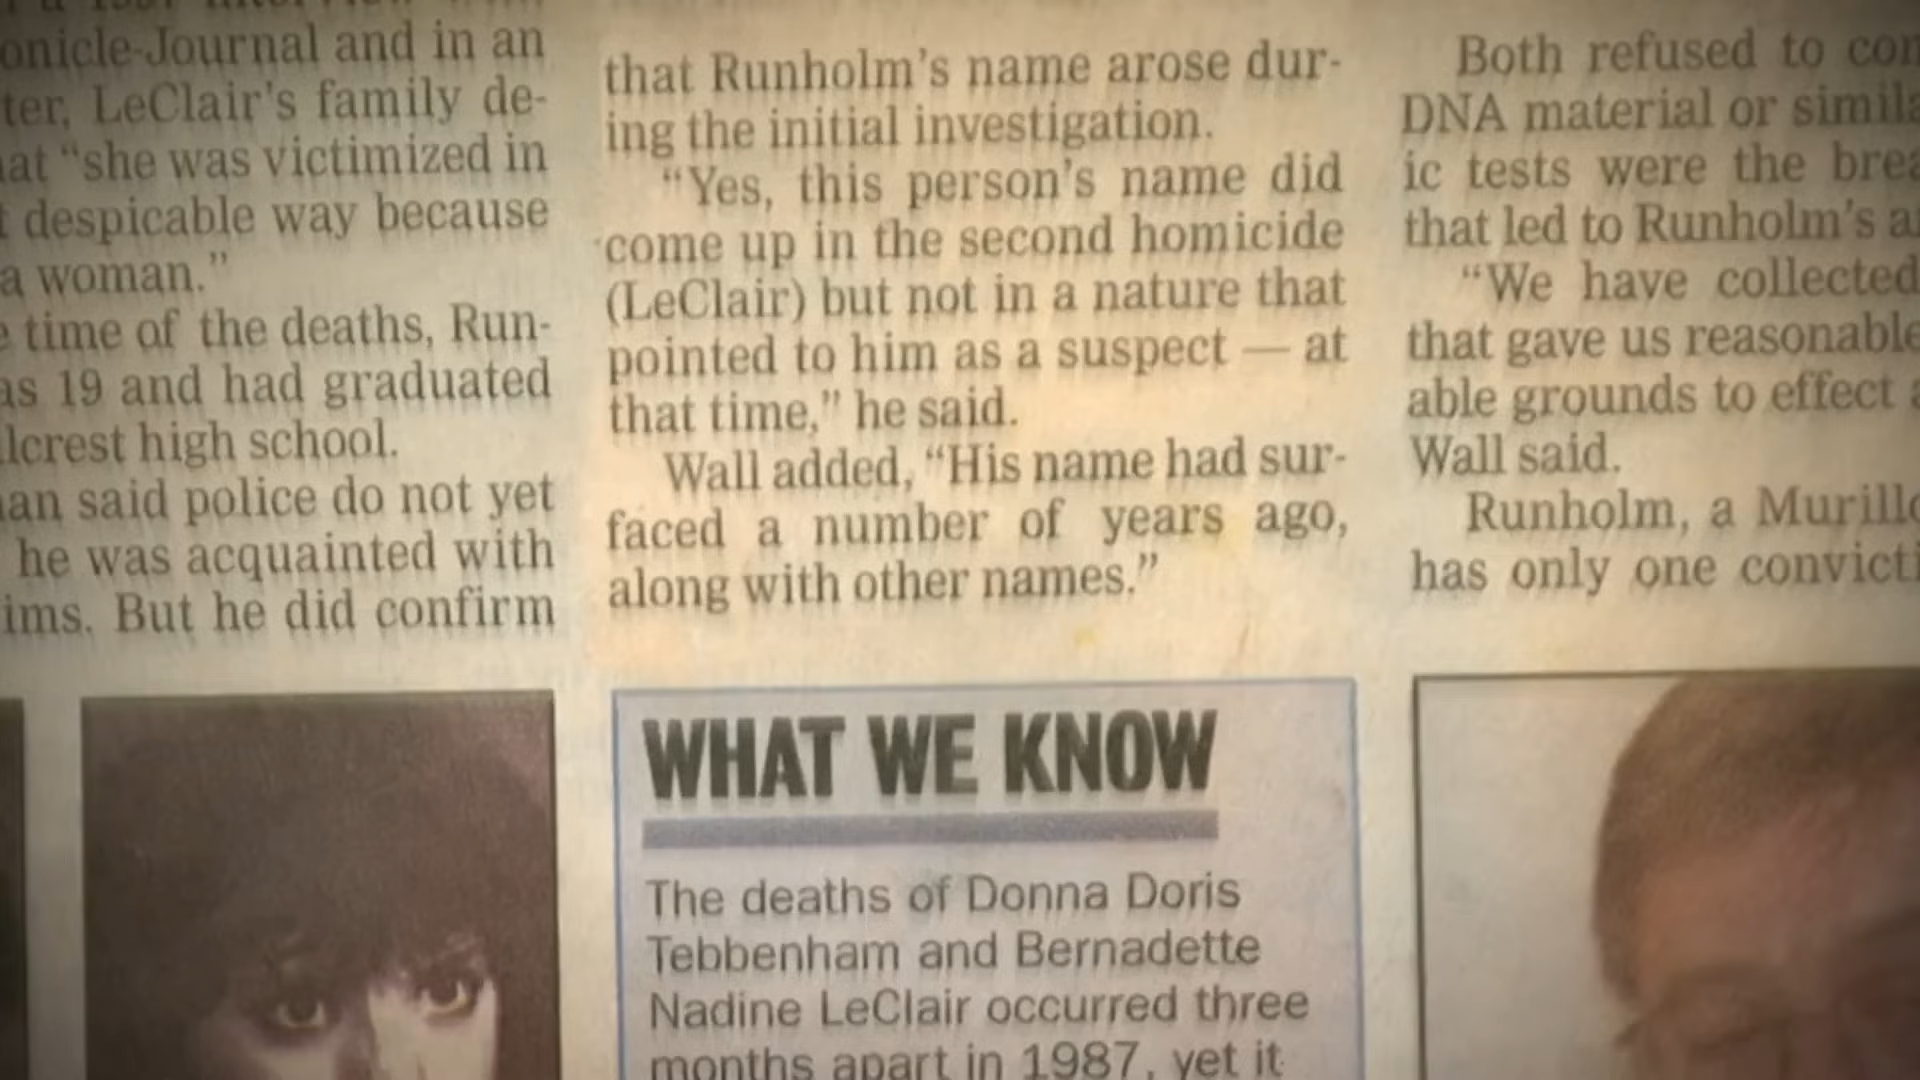 onicle-Journal and in an
ter, LeClair's family de-
at “she was victimized in
despicable way because
a woman.”
time of the deaths, Run-
as 19 and had graduated
lcrest high school.
an said police do not yet
he was acquainted with
ims. But he did confirm
that Runholm's name arose dur-
ing the initial investigation.
“Yes, this person's name did
come up in the second homicide
(LeClair) but not in a nature that
pointed to him as a suspect — at
that time,” he said.
Wall added, “His name had sur-
faced a number of years ago,
along with other names.”
Both refused to con
DNA material or simila
ic tests were the brea
that led to Runholm's a
“We have collected
that gave us reasonable
able grounds to effect a
Wall said.
Runholm, a Murillo
has only one convicti
WHAT WE KNOW
The deaths of Donna Doris
Tebbenham and Bernadette
Nadine LeClair occurred three
months apart in 1987, yet it